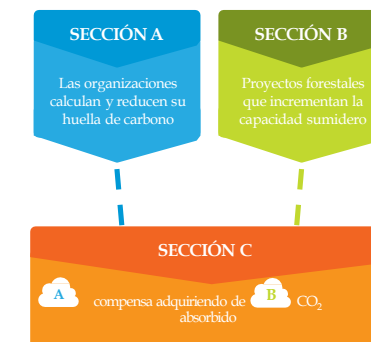 SECCIÓN A
Las organizaciones
calculan y reducen su
huella de carbono
SECCIÓN B
Proyectos forestales
que incrementan la
capacidad sumidero
SECCIÓN C
A compensa adquiriendo de B CO₂
absorbido